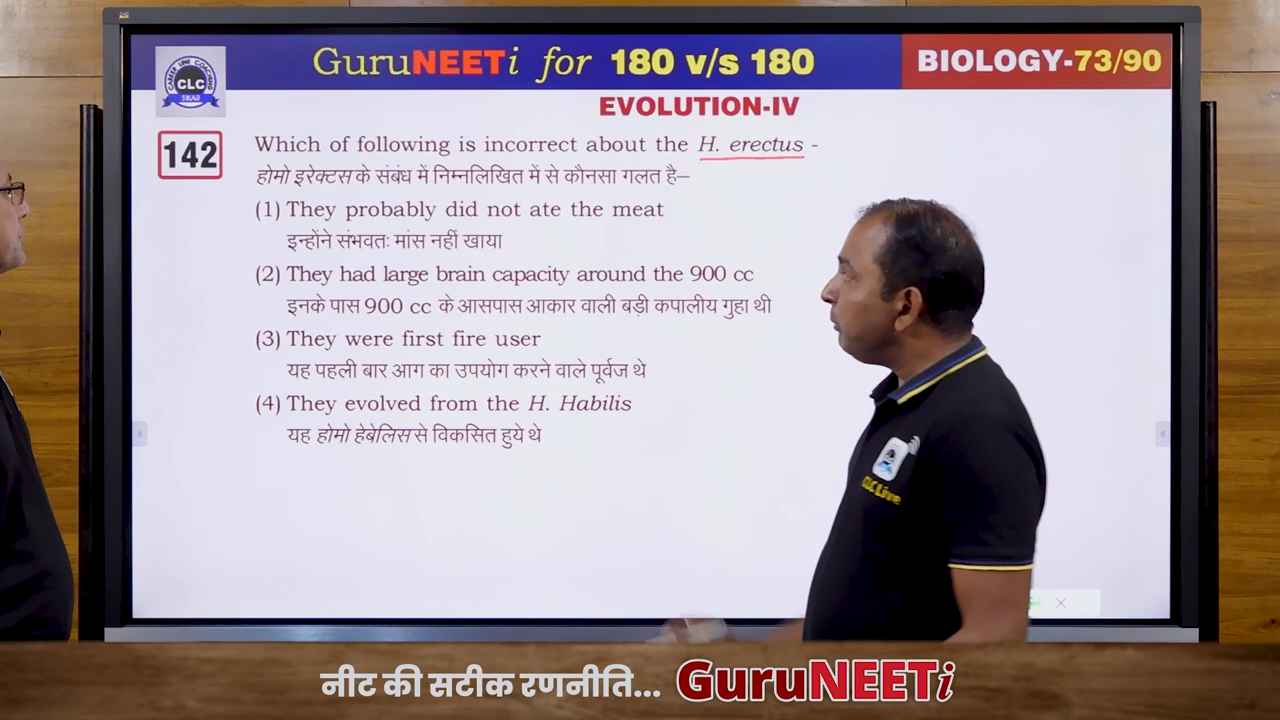 GuruNEETi for 180 v/s 180
BIOLOGY-73/90
CAREER LINE COACHING
CLC
SIKAR
EVOLUTION-IV
142
Which of following is incorrect about the H. erectus -
होमो इरेक्टस के संबंध में निम्नलिखित में से कौनसा गलत है–
(1) They probably did not ate the meat
इन्होंने संभवतः मांस नहीं खाया
(2) They had large brain capacity around the 900 cc
इनके पास 900 cc के आसपास आकार वाली बड़ी कपालीय गुहा थी
(3) They were first fire user
यह पहली बार आग का उपयोग करने वाले पूर्वज थे
(4) They evolved from the H. Habilis
यह होमो हेबेलिस से विकसित हुये थे
CLC Live
नीट की सटीक रणनीति... GuruNEETi